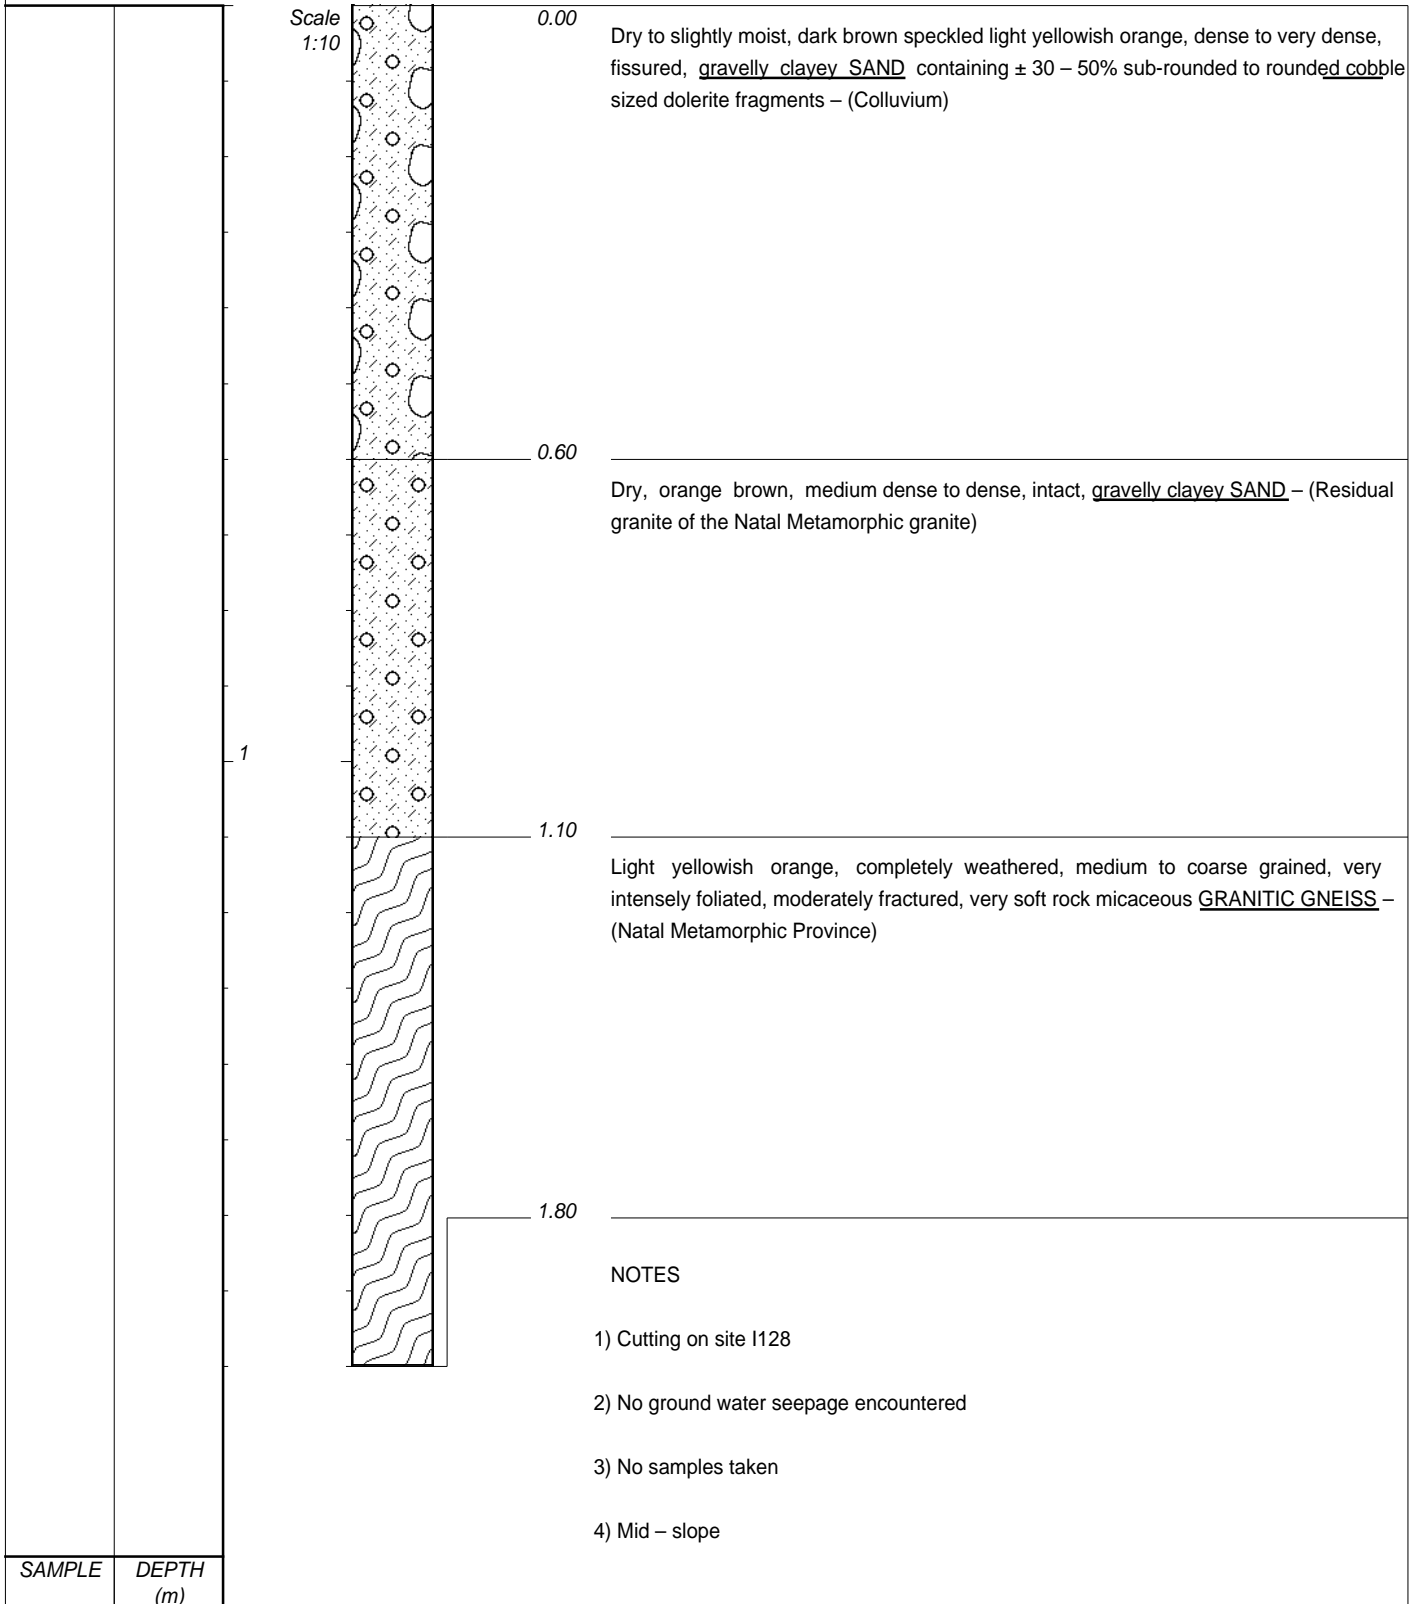 Scale
1:10
0.00
Dry to slightly moist, dark brown speckled light yellowish orange, dense to very dense,
fissured, gravelly clayey SAND containing ± 30 – 50% sub-rounded to rounded cobble
sized dolerite fragments – (Colluvium)
0.60
Dry, orange brown, medium dense to dense, intact, gravelly clayey SAND – (Residual
granite of the Natal Metamorphic granite)
1
1.10
Light yellowish orange, completely weathered, medium to coarse grained, very
intensely foliated, moderately fractured, very soft rock micaceous GRANITIC GNEISS –
(Natal Metamorphic Province)
1.80
NOTES
1) Cutting on site I128
2) No ground water seepage encountered
3) No samples taken
4) Mid – slope
SAMPLE DEPTH
(m)